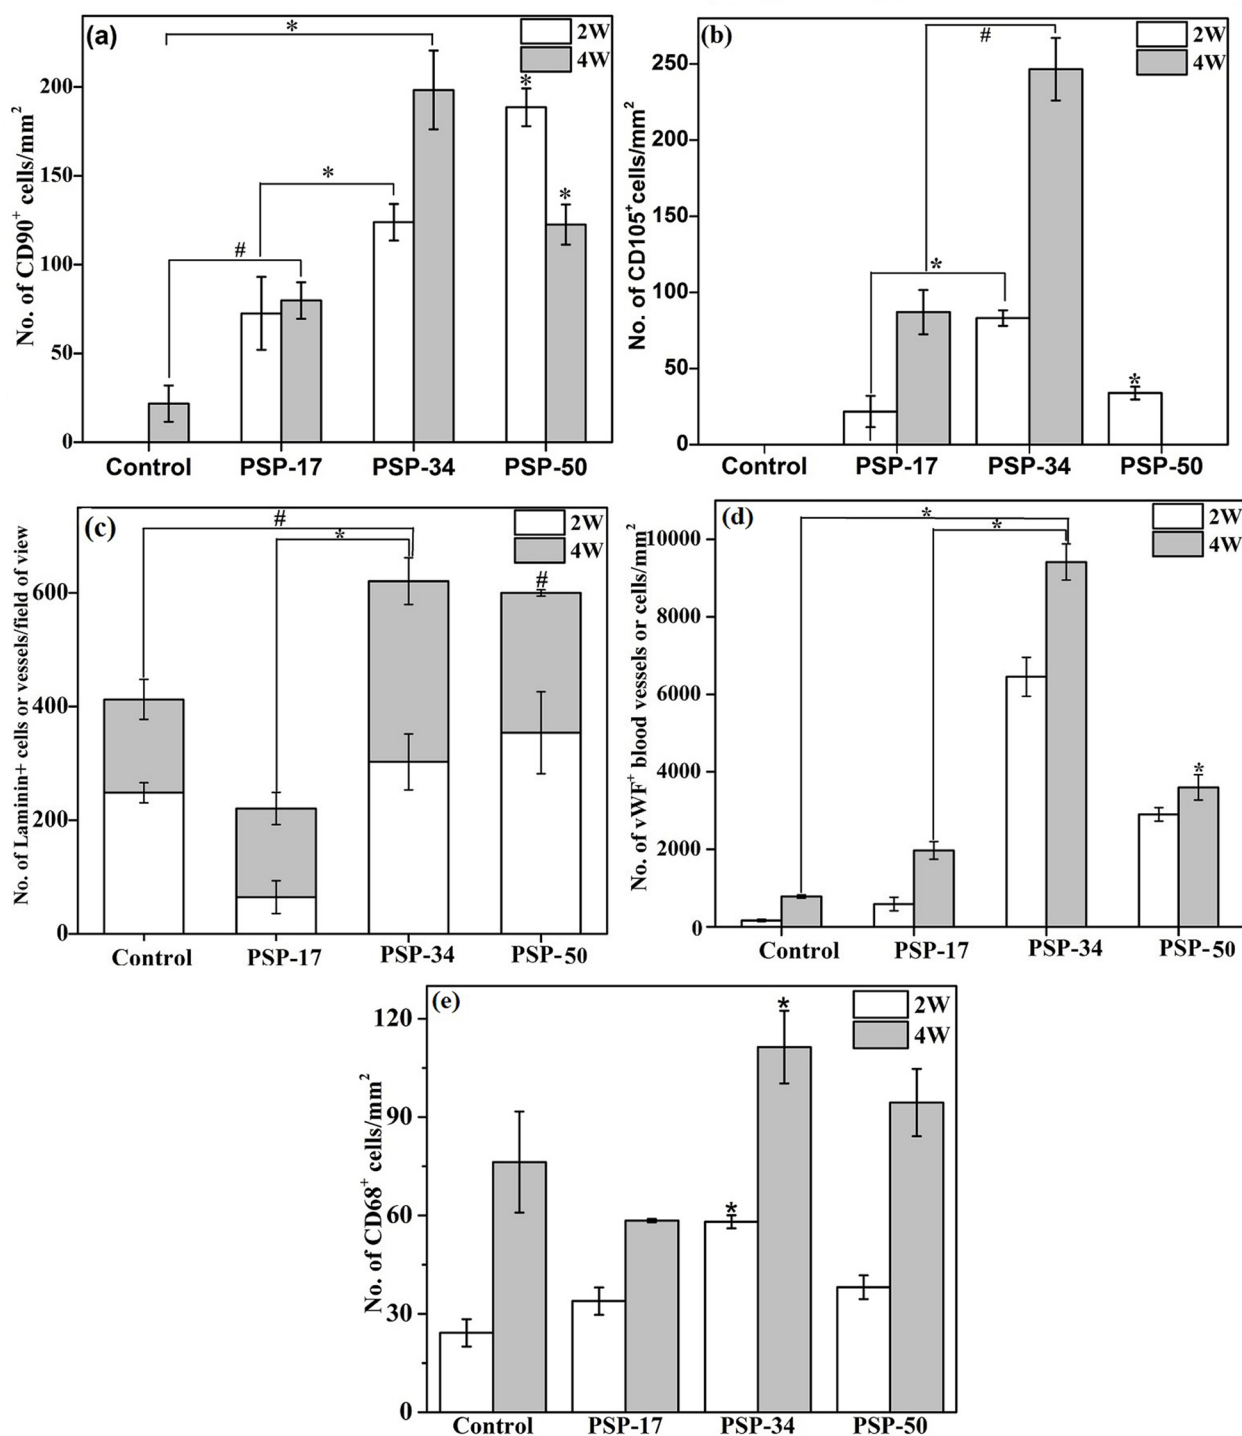 (a)
*
2W
4W
*
*
*
#
200
150
100
50
0
No. of CD90⁺ cells/mm²
Control PSP-17 PSP-34 PSP-50
(b)
#
2W
4W
*
*
250
200
150
100
50
0
No. of CD105⁺cells/mm²
Control PSP-17 PSP-34 PSP-50
(c)
#
*
2W
4W
#
600
400
200
0
No. of Laminin+ cells or vessels/field of view
Control PSP-17 PSP-34 PSP-50
(d)
*
*
2W
4W
*
10000
8000
6000
4000
2000
0
No. of vWF⁺ blood vessels or cells/mm²
Control PSP-17 PSP-34 PSP-50
(e)
*
2W
4W
*
120
90
60
30
0
No. of CD68⁺ cells/mm²
Control PSP-17 PSP-34 PSP-50